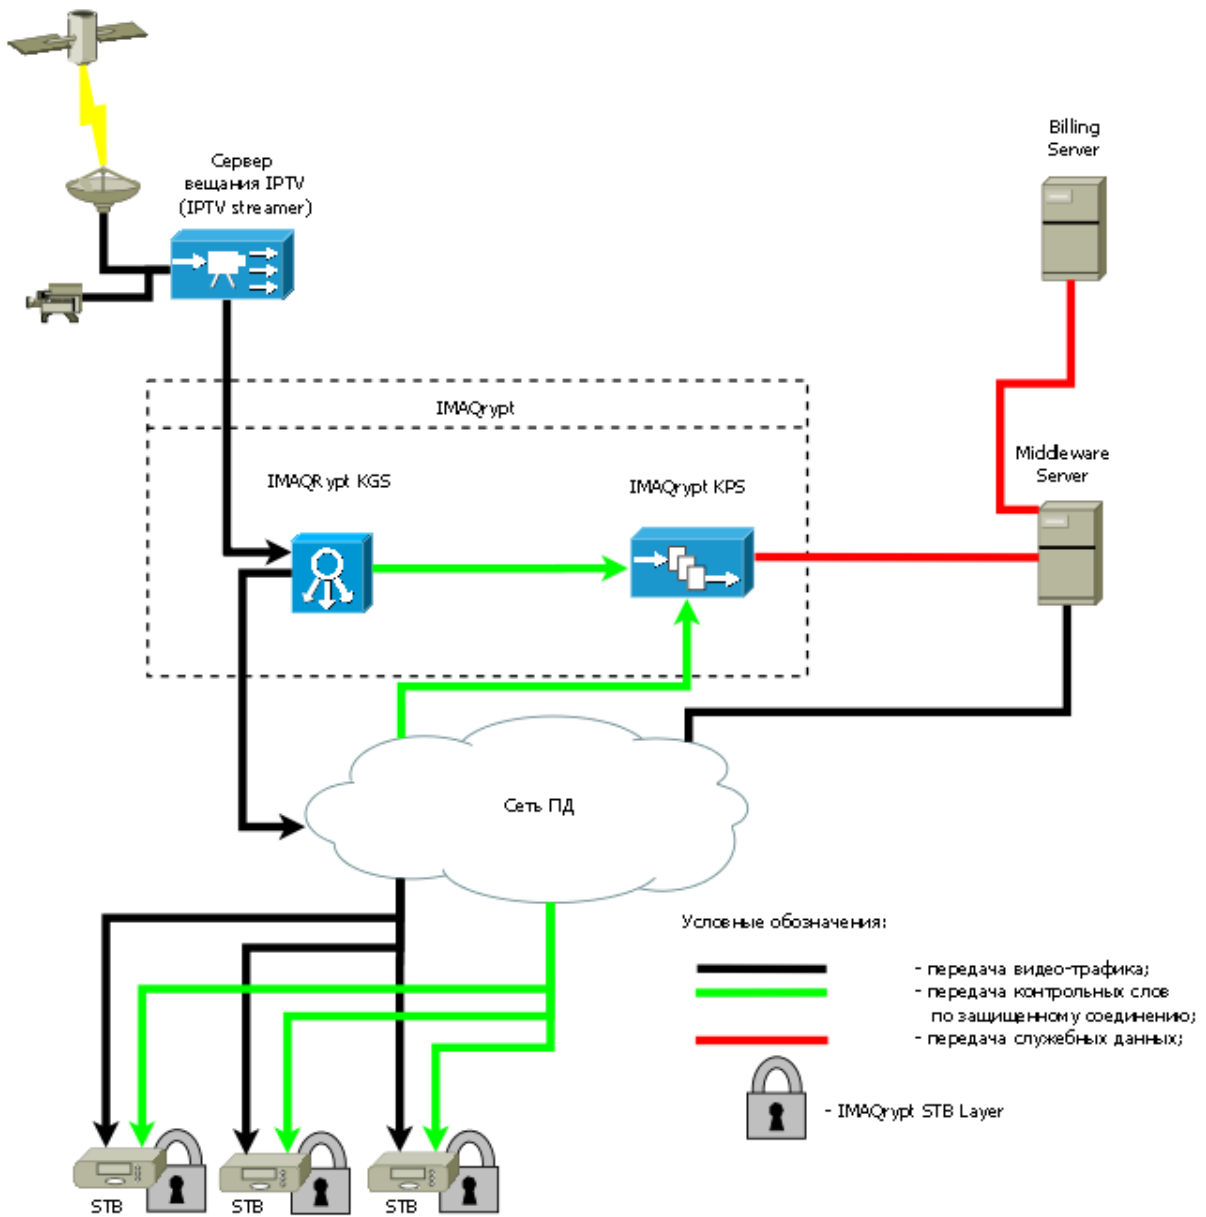 Сервер
вещания IPTV
(IPTV streamer)
Billing
Server
IMAQrypt
IMAQRypt KGS
IMAQrypt KPS
Middleware
Server
Сеть ПД
Условные обозначения:
- передача видео-трафика;
- передача контрольных слов
по защищенному соединению;
- передача служебных данных;
- IMAQrypt STB Layer
STB
STB
STB